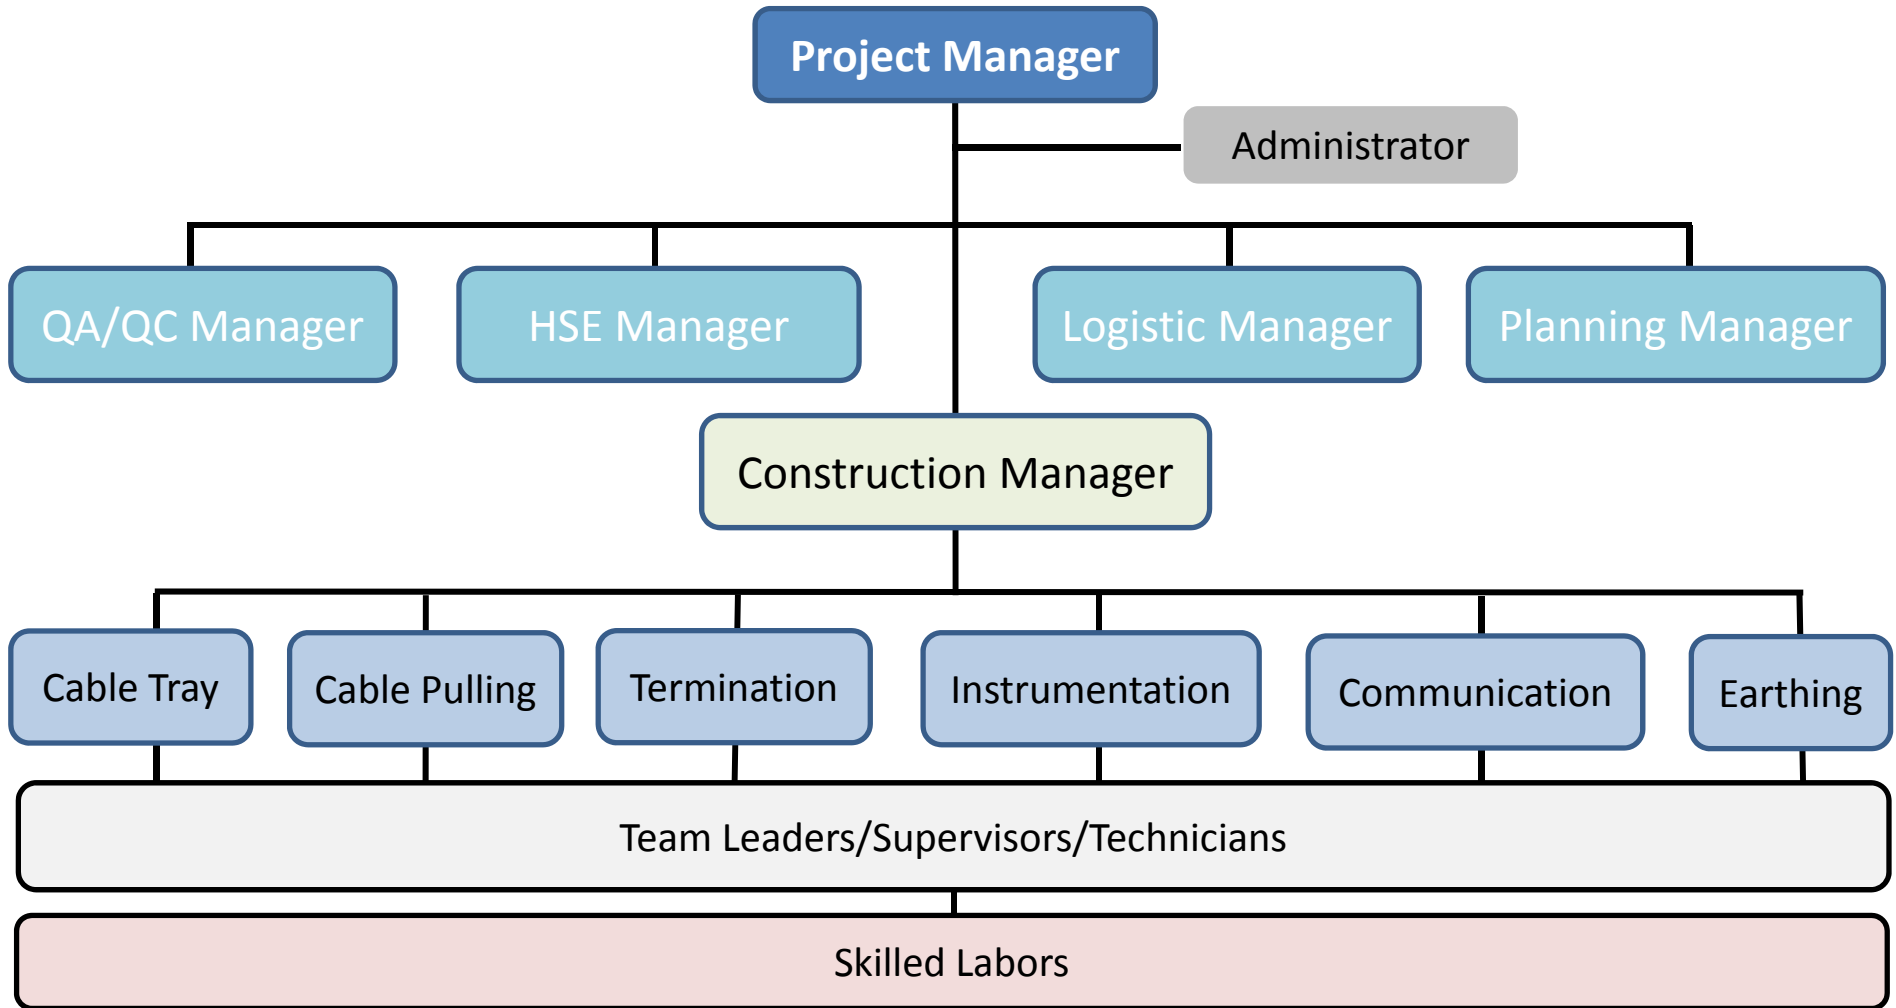 Project Manager
Administrator
QA/QC Manager
HSE Manager
Logistic Manager
Planning Manager
Construction Manager
Cable Tray
Cable Pulling
Termination
Instrumentation
Communication
Earthing
Team Leaders/Supervisors/Technicians
Skilled Labors